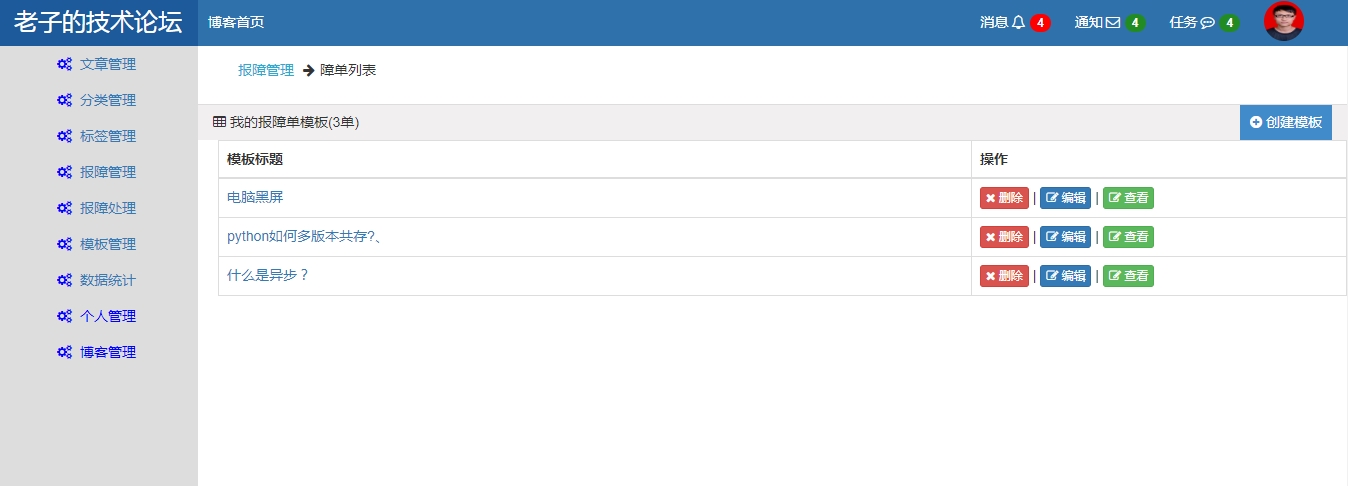 老子的技术论坛 博客首页 消息 4 通知 4 任务 4
文章管理
分类管理
标签管理
报障管理
报障处理
模板管理
数据统计
个人管理
博客管理
报障管理 障单列表
我的报障单模板(3单) 创建模板
模板标题 操作
电脑黑屏 删除 | 编辑 | 查看
python如何多版本共存?、 删除 | 编辑 | 查看
什么是异步？ 删除 | 编辑 | 查看